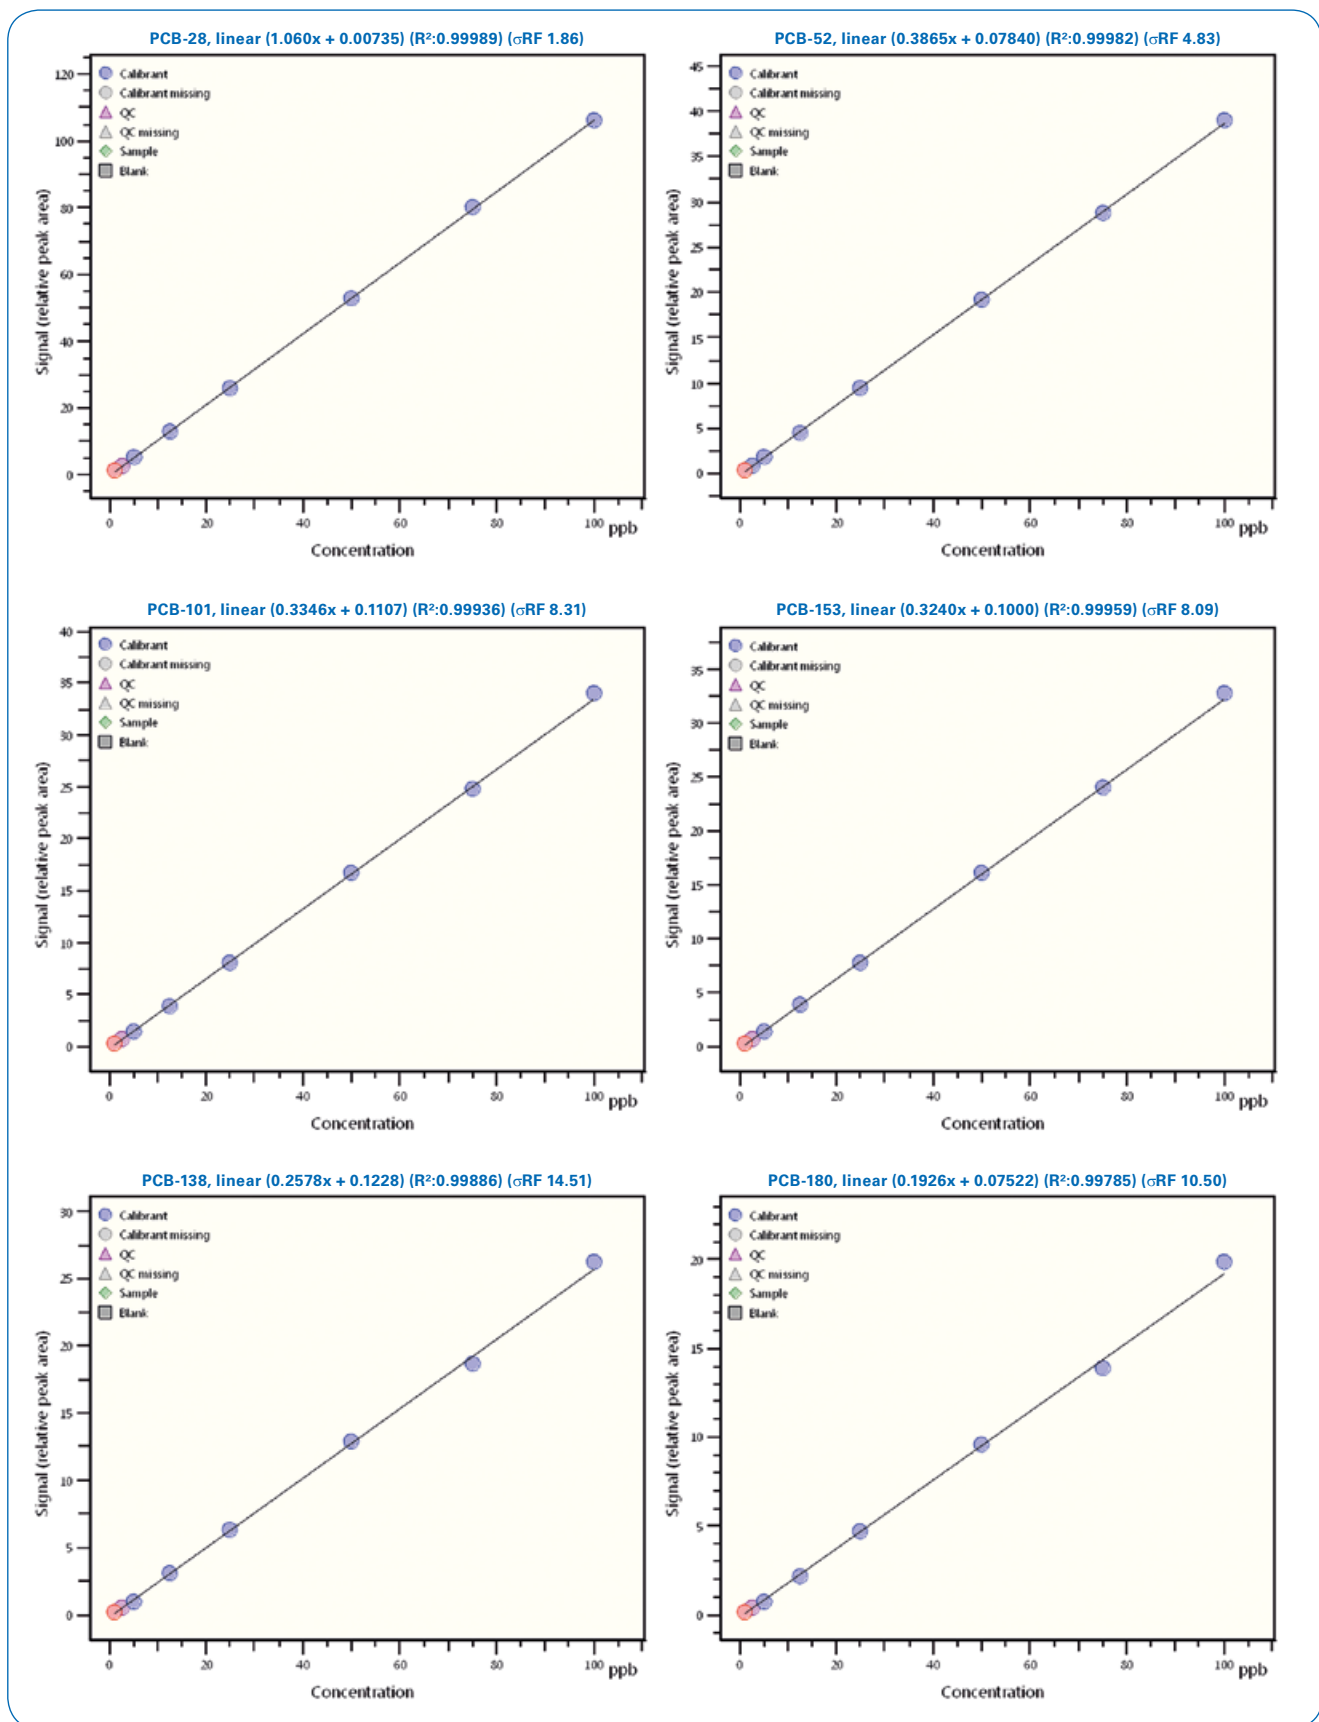 PCB-28, linear (1.060x + 0.00735) (R²:0.99989) (σRF 1.86)
120
100
80
60
40
20
0
Signal (relative peak area)
Calibrant
Calibrant missing
QC
QC missing
Sample
Blank
0 20 40 60 80 100 ppb
Concentration
PCB-52, linear (0.3865x + 0.07840) (R²:0.99982) (σRF 4.83)
45
40
35
30
25
20
15
10
5
0
Signal (relative peak area)
Calibrant
Calibrant missing
QC
QC missing
Sample
Blank
0 20 40 60 80 100 ppb
Concentration
PCB-101, linear (0.3346x + 0.1107) (R²:0.99936) (σRF 8.31)
40
35
30
25
20
15
10
5
0
Signal (relative peak area)
Calibrant
Calibrant missing
QC
QC missing
Sample
Blank
0 20 40 60 80 100 ppb
Concentration
PCB-153, linear (0.3240x + 0.1000) (R²:0.99959) (σRF 8.09)
35
30
25
20
15
10
5
0
Signal (relative peak area)
Calibrant
Calibrant missing
QC
QC missing
Sample
Blank
0 20 40 60 80 100 ppb
Concentration
PCB-138, linear (0.2578x + 0.1228) (R²:0.99886) (σRF 14.51)
30
25
20
15
10
5
0
Signal (relative peak area)
Calibrant
Calibrant missing
QC
QC missing
Sample
Blank
0 20 40 60 80 100 ppb
Concentration
PCB-180, linear (0.1926x + 0.07522) (R²:0.99785) (σRF 10.50)
20
15
10
5
0
Signal (relative peak area)
Calibrant
Calibrant missing
QC
QC missing
Sample
Blank
0 20 40 60 80 100 ppb
Concentration